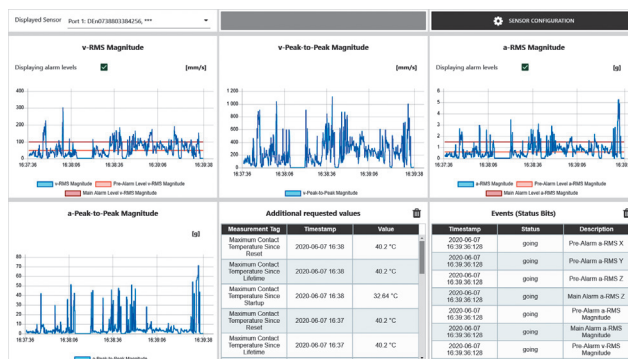 Displayed Sensor Port 1: DEn0738803384256, ***
SENSOR CONFIGURATION
v-RMS Magnitude
Displaying alarm levels [mm/s]
400
300
200
100
0
16:37:36 16:38:06 16:38:36 16:39:06 16:39:38
v-RMS Magnitude Pre-Alarm Level v-RMS Magnitude
Main Alarm Level v-RMS Magnitude
v-Peak-to-Peak Magnitude
[mm/s]
1 200
1 000
800
600
400
200
0
16:37:36 16:38:06 16:38:36 16:39:06 16:39:38
v-Peak-to-Peak Magnitude
a-RMS Magnitude
Displaying alarm levels [g]
6
5
4
3
2
1
0
16:37:36 16:38:06 16:38:36 16:39:06 16:39:38
a-RMS Magnitude Pre-Alarm Level a-RMS Magnitude
Main Alarm Level a-RMS Magnitude
a-Peak-to-Peak Magnitude
[g]
80
70
60
50
40
30
20
10
0
16:37:36 16:38:06 16:38:36 16:39:06 16:39:38
a-Peak-to-Peak Magnitude
Additional requested values
Measurement Tag Timestamp Value
Maximum Contact
Temperature Since
Reset
2020-06-07 16:38 40.2 °C
Maximum Contact
Temperature Since
Lifetime
2020-06-07 16:38 40.2 °C
Maximum Contact
Temperature Since
Startup
2020-06-07 16:38 32.64 °C
Maximum Contact
Temperature Since
Reset
2020-06-07 16:37 40.2 °C
Maximum Contact
Temperature Since
Lifetime
2020-06-07 16:37 40.2 °C
Events (Status Bits)
Timestamp Status Description
2020-06-07
16:39:36:128 going Pre-Alarm a-RMS X
2020-06-07
16:39:36:128 going Pre-Alarm a-RMS Y
2020-06-07
16:39:36:128 going Pre-Alarm a-RMS Z
2020-06-07
16:39:36:128 going Main Alarm a-RMS Z
2020-06-07
16:39:36:128 going Pre-Alarm a-RMS
Magnitude
2020-06-07
16:39:36:128 going Main Alarm a-RMS
Magnitude
2020-06-07
16:39:36:128 going Pre-Alarm v-RMS
Magnitude